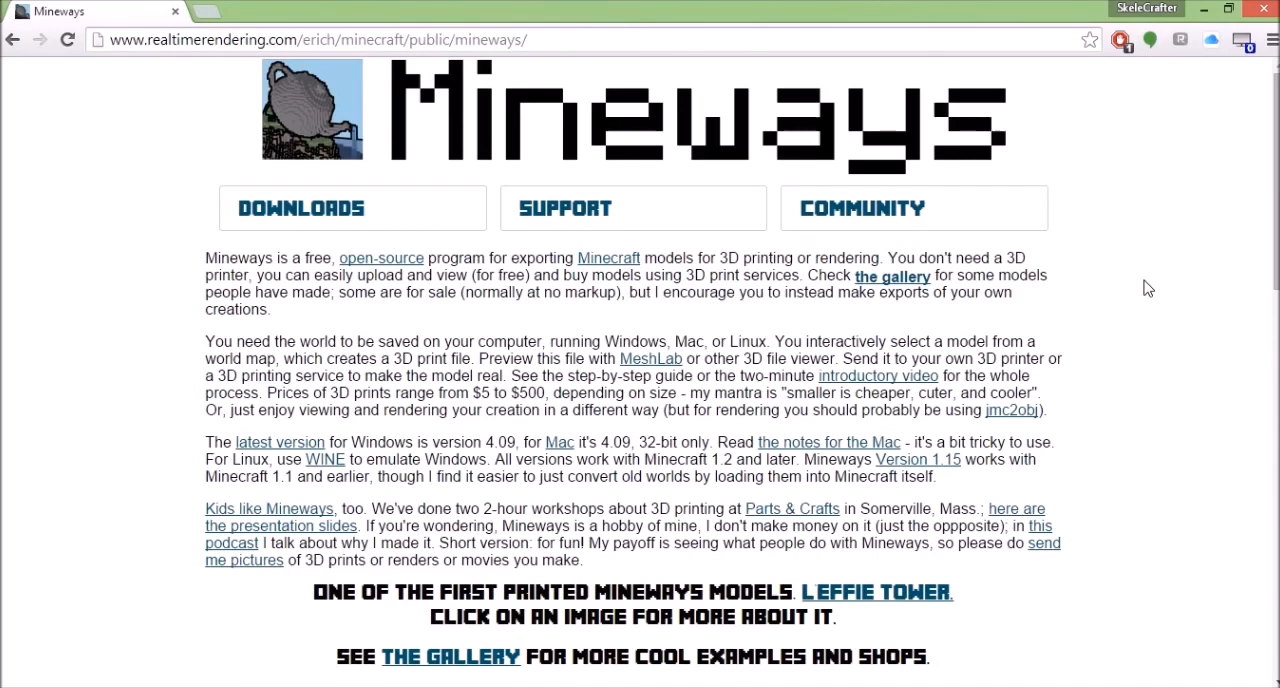 Mineways
SkeleCrafter
www.realtimerendering.com/erich/minecraft/public/mineways/
Mineways
DOWNLOADS
SUPPORT
COMMUNITY
Mineways is a free, open-source program for exporting Minecraft models for 3D printing or rendering. You don't need a 3D
printer, you can easily upload and view (for free) and buy models using 3D print services. Check the gallery for some models
people have made; some are for sale (normally at no markup), but I encourage you to instead make exports of your own
creations.
You need the world to be saved on your computer, running Windows, Mac, or Linux. You interactively select a model from a
world map, which creates a 3D print file. Preview this file with MeshLab or other 3D file viewer. Send it to your own 3D printer or
a 3D printing service to make the model real. See the step-by-step guide or the two-minute introductory video for the whole
process. Prices of 3D prints range from $5 to $500, depending on size - my mantra is "smaller is cheaper, cuter, and cooler".
Or, just enjoy viewing and rendering your creation in a different way (but for rendering you should probably be using jmc2obj).
The latest version for Windows is version 4.09, for Mac it's 4.09, 32-bit only. Read the notes for the Mac - it's a bit tricky to use.
For Linux, use WINE to emulate Windows. All versions work with Minecraft 1.2 and later. Mineways Version 1.15 works with
Minecraft 1.1 and earlier, though I find it easier to just convert old worlds by loading them into Minecraft itself.
Kids like Mineways, too. We've done two 2-hour workshops about 3D printing at Parts & Crafts in Somerville, Mass.; here are
the presentation slides. If you're wondering, Mineways is a hobby of mine, I don't make money on it (just the oppposite); in this
podcast I talk about why I made it. Short version: for fun! My payoff is seeing what people do with Mineways, so please do send
me pictures of 3D prints or renders or movies you make.
ONE OF THE FIRST PRINTED MINEWAYS MODELS. L'EFFIE TOWER.
CLICK ON AN IMAGE FOR MORE ABOUT IT.
SEE THE GALLERY FOR MORE COOL EXAMPLES AND SHOPS.